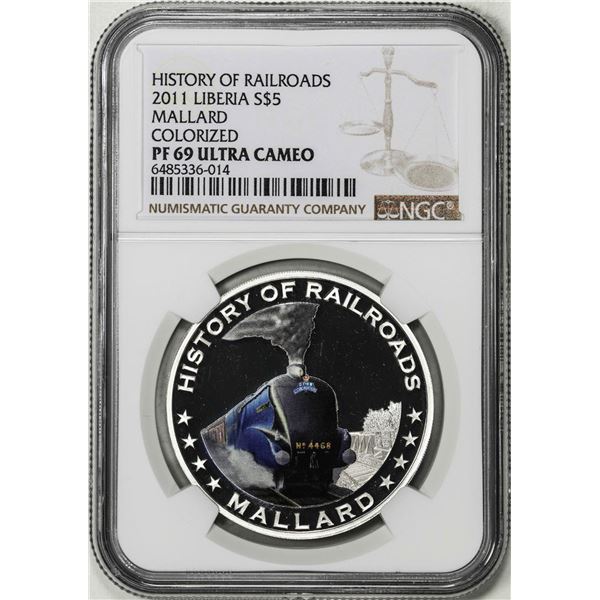 HISTORY OF RAILROADS
2011 LIBERIA S$5
MALLARD
COLORIZED
PF 69 ULTRA CAMEO
6485336-014
NUMISMATIC GUARANTY COMPANY NGC®
HISTORY OF RAILROADS
Nº 4468
MALLARD